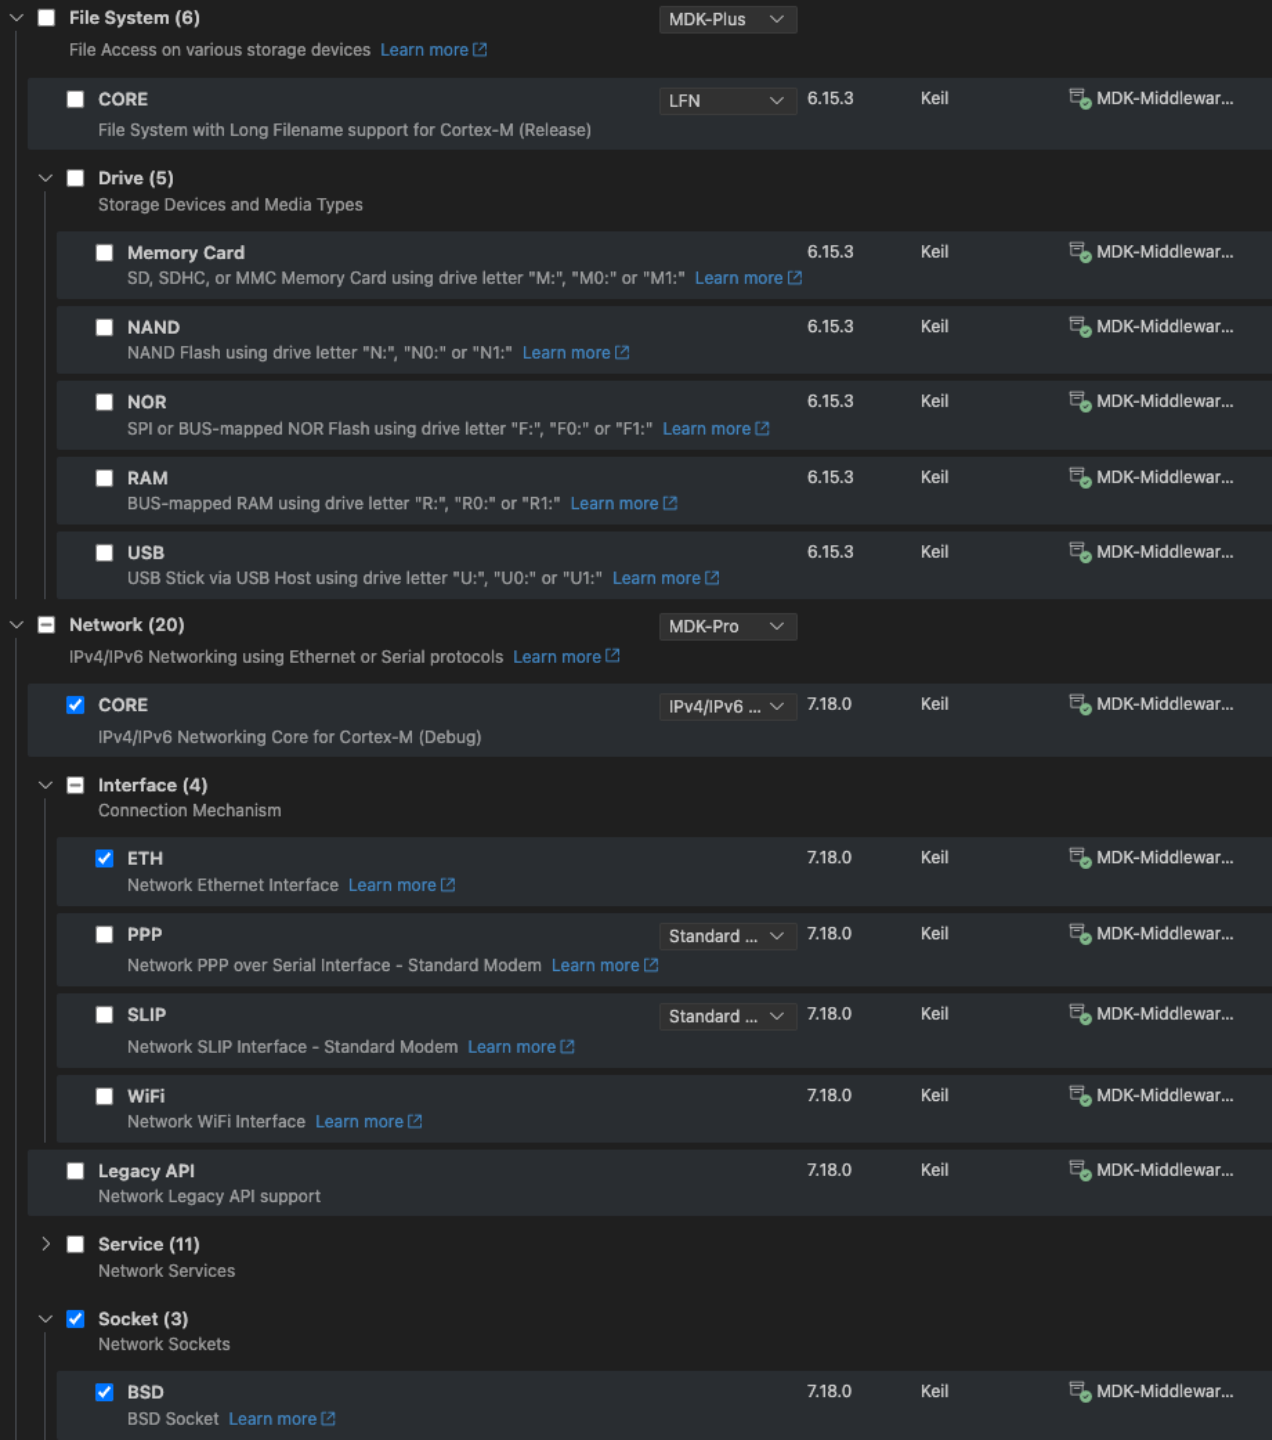 File System (6) MDK-Plus
File Access on various storage devices Learn more
CORE LFN 6.15.3 Keil MDK-Middlewar...
File System with Long Filename support for Cortex-M (Release)
Drive (5)
Storage Devices and Media Types
Memory Card 6.15.3 Keil MDK-Middlewar...
SD, SDHC, or MMC Memory Card using drive letter "M:", "M0:" or "M1:" Learn more
NAND 6.15.3 Keil MDK-Middlewar...
NAND Flash using drive letter "N:", "N0:" or "N1:" Learn more
NOR 6.15.3 Keil MDK-Middlewar...
SPI or BUS-mapped NOR Flash using drive letter "F:", "F0:" or "F1:" Learn more
RAM 6.15.3 Keil MDK-Middlewar...
BUS-mapped RAM using drive letter "R:", "R0:" or "R1:" Learn more
USB 6.15.3 Keil MDK-Middlewar...
USB Stick via USB Host using drive letter "U:", "U0:" or "U1:" Learn more
Network (20) MDK-Pro
IPv4/IPv6 Networking using Ethernet or Serial protocols Learn more
CORE IPv4/IPv6 ... 7.18.0 Keil MDK-Middlewar...
IPv4/IPv6 Networking Core for Cortex-M (Debug)
Interface (4)
Connection Mechanism
ETH 7.18.0 Keil MDK-Middlewar...
Network Ethernet Interface Learn more
PPP Standard ... 7.18.0 Keil MDK-Middlewar...
Network PPP over Serial Interface - Standard Modem Learn more
SLIP Standard ... 7.18.0 Keil MDK-Middlewar...
Network SLIP Interface - Standard Modem Learn more
WiFi 7.18.0 Keil MDK-Middlewar...
Network WiFi Interface Learn more
Legacy API 7.18.0 Keil MDK-Middlewar...
Network Legacy API support
Service (11)
Network Services
Socket (3)
Network Sockets
BSD 7.18.0 Keil MDK-Middlewar...
BSD Socket Learn more